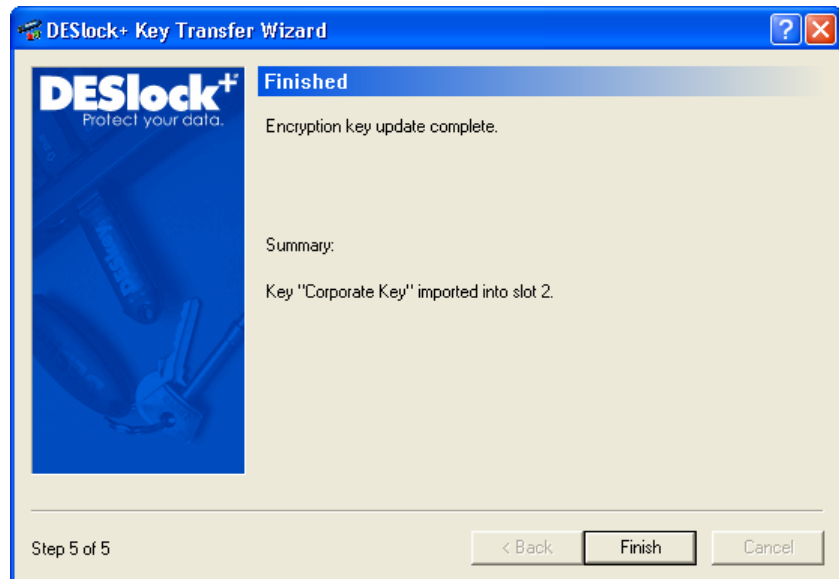 DESlock+ Key Transfer Wizard
DESlock+
Protect your data.
Finished
Encryption key update complete.
Summary:
Key "Corporate Key" imported into slot 2.
Step 5 of 5
< Back
Finish
Cancel
DESkey